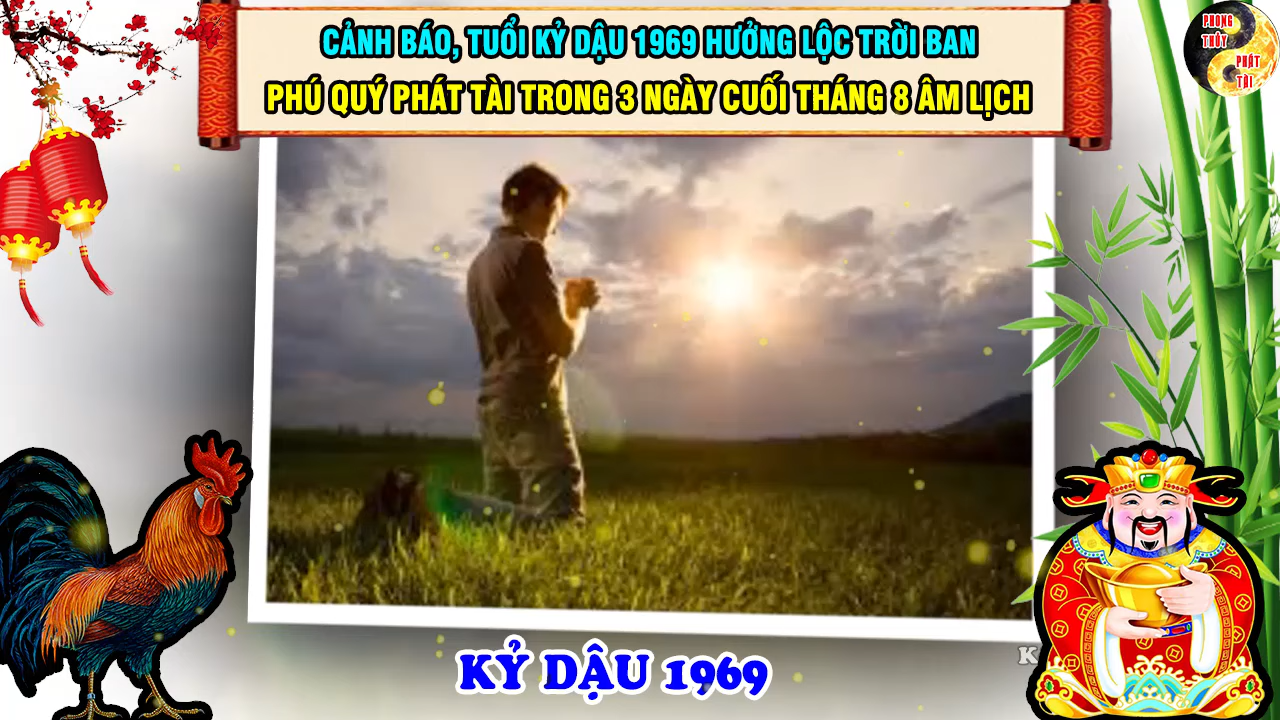 CẢNH BÁO, TUỔI KỶ DẬU 1969 HƯỞNG LỘC TRỜI BAN
PHÚ QUÝ PHÁT TÀI TRONG 3 NGÀY CUỐI THÁNG 8 ÂM LỊCH
PHONG
THỦY
PHÁT
TÀI
KỶ DẬU 1969
K